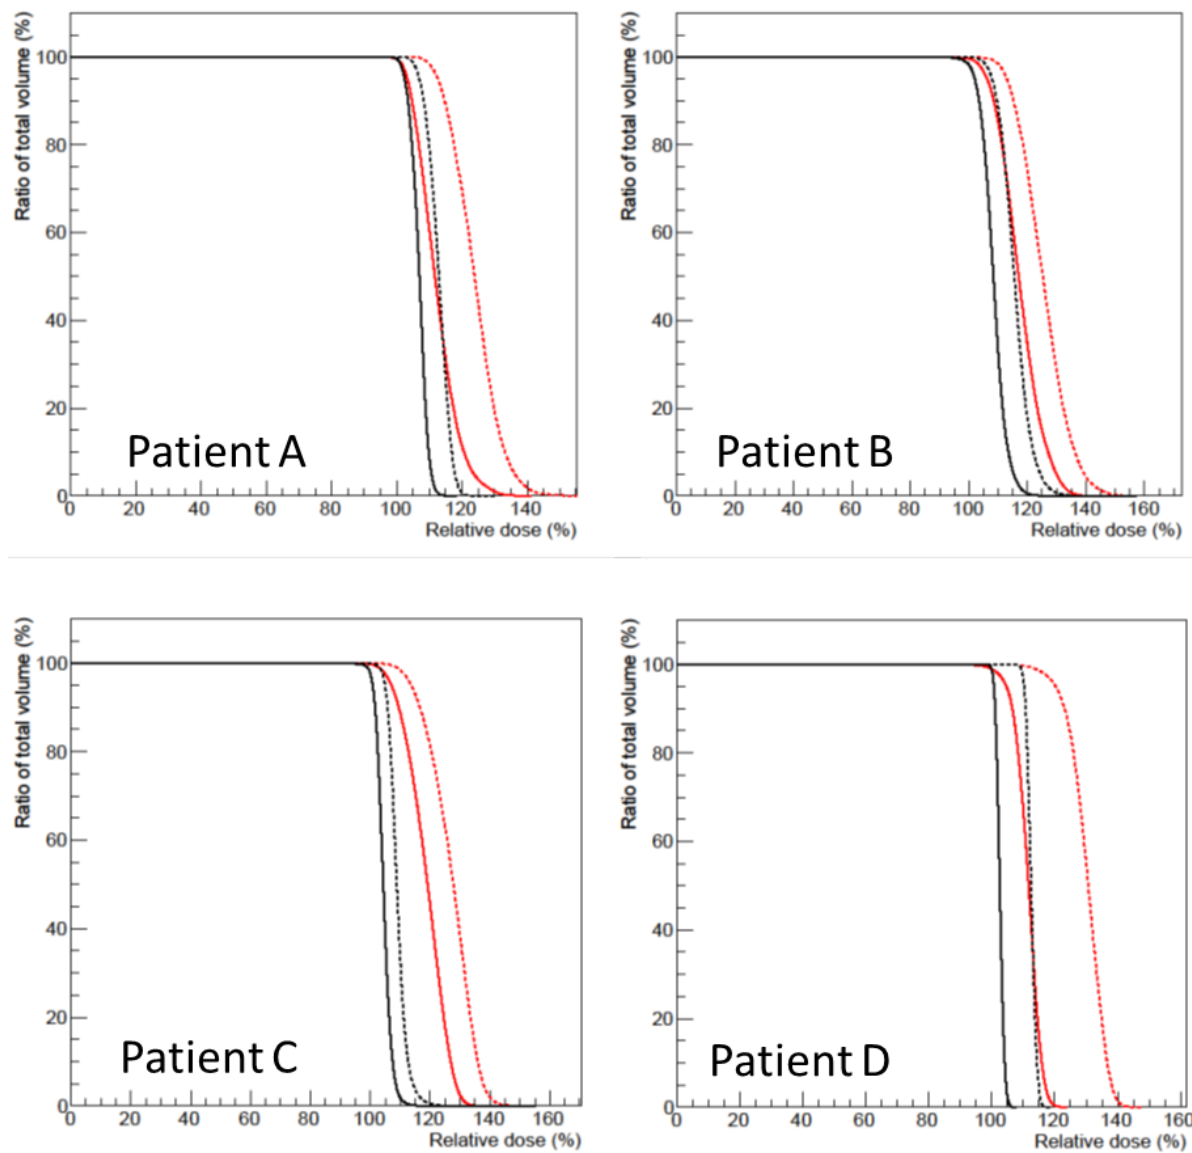 Ratio of total volume (%)
100
80
60
40
20
0
Patient A
0 20 40 60 80 100 120 140
Relative dose (%)
Ratio of total volume (%)
100
80
60
40
20
0
Patient B
0 20 40 60 80 100 120 140 160
Relative dose (%)
Ratio of total volume (%)
100
80
60
40
20
0
Patient C
0 20 40 60 80 100 120 140 160
Relative dose (%)
Ratio of total volume (%)
100
80
60
40
20
0
Patient D
0 20 40 60 80 100 120 140 160
Relative dose (%)